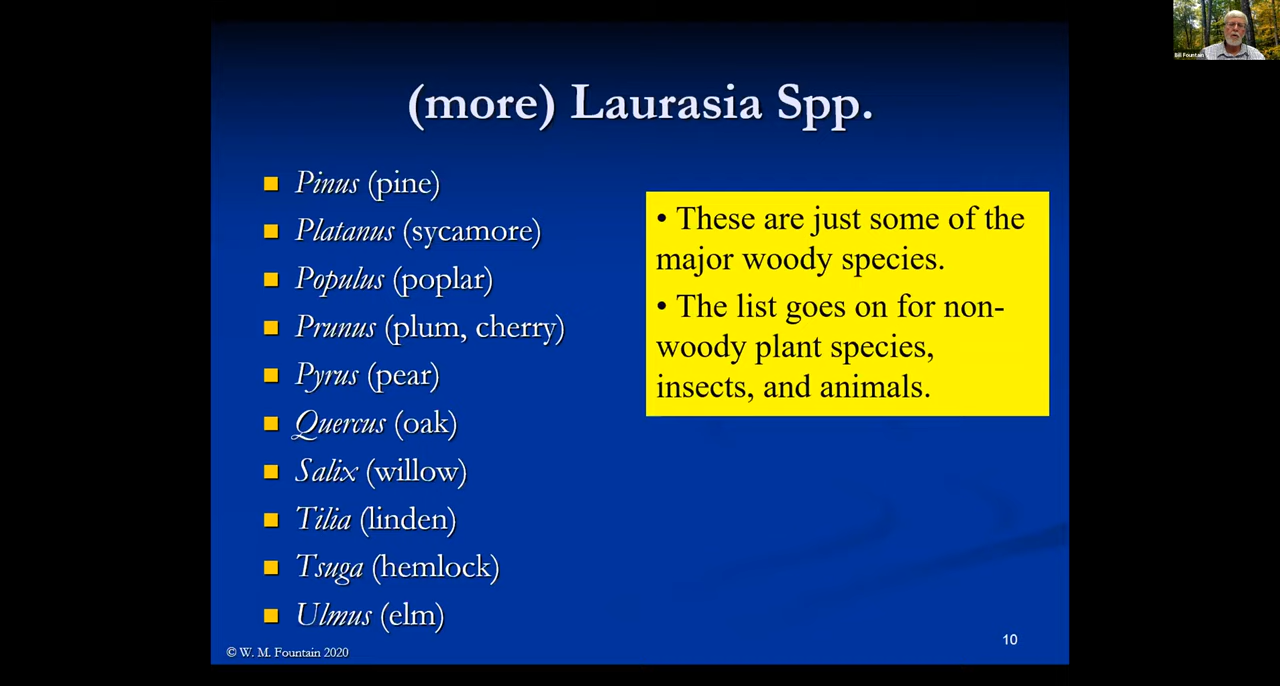 (more) Laurasia Spp.
Pinus (pine)
Platanus (sycamore)
Populus (poplar)
Prunus (plum, cherry)
Pyrus (pear)
Quercus (oak)
Salix (willow)
Tilia (linden)
Tsuga (hemlock)
Ulmus (elm)
• These are just some of the
major woody species.
• The list goes on for non-
woody plant species,
insects, and animals.
© W. M. Fountain 2020
10
Bill Fountain